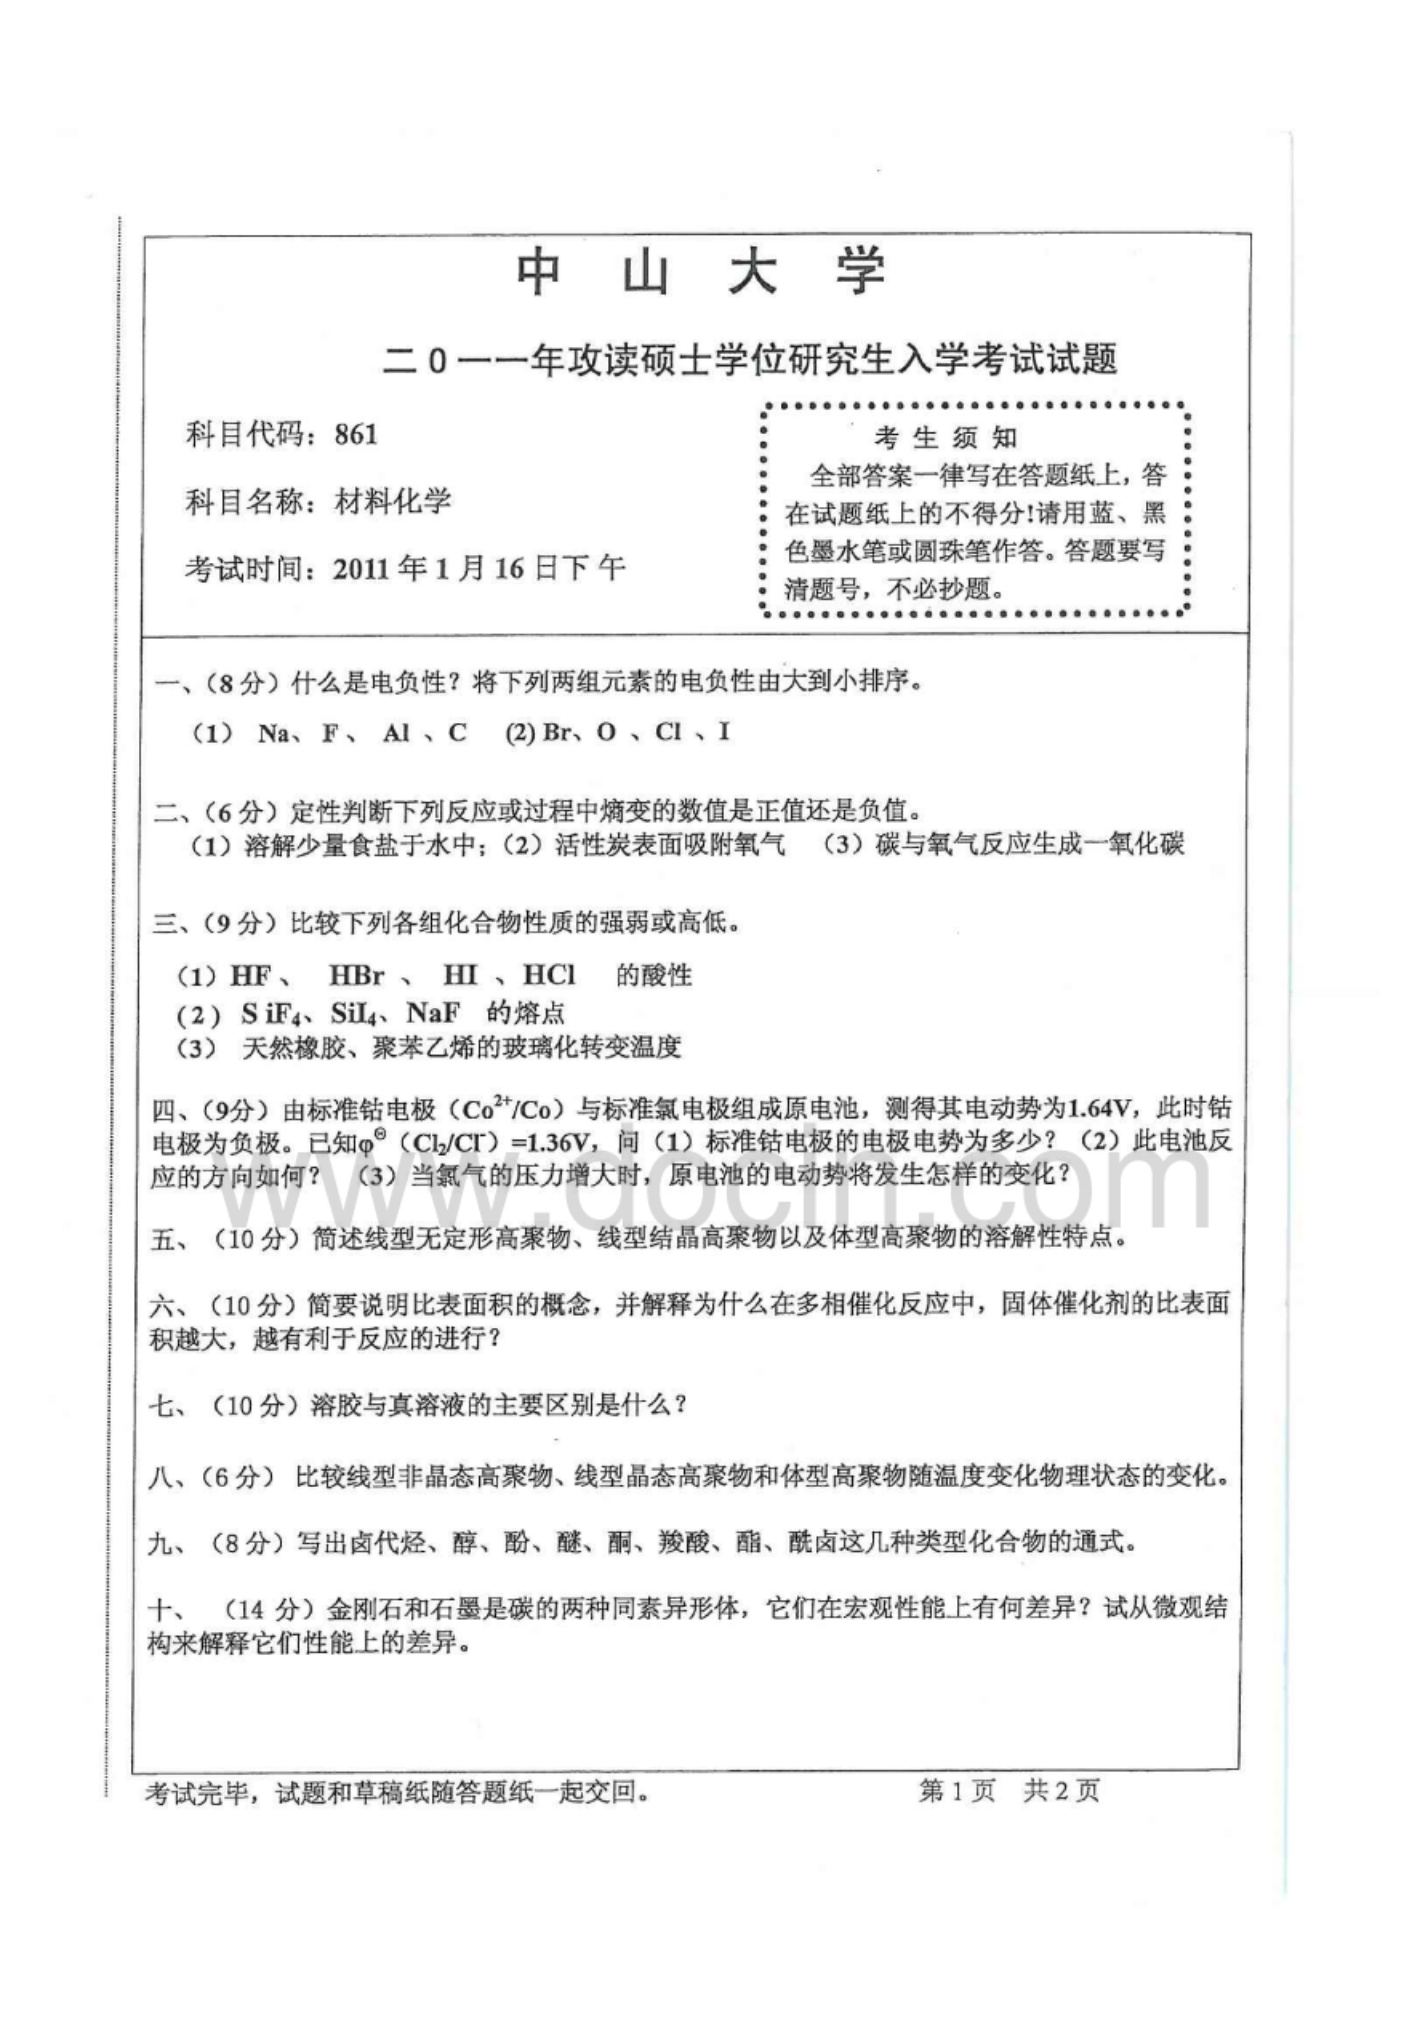 中 山 大 学
二0一一年攻读硕士学位研究生入学考试试题
科目代码：861
科目名称：材料化学
考试时间：2011 年 1 月 16 日下 午
考 生 须 知
全部答案一律写在答题纸上，答
在试题纸上的不得分!请用蓝、黑
色墨水笔或圆珠笔作答。答题要写
清题号，不必抄题。
一、（8 分）什么是电负性？将下列两组元素的电负性由大到小排序。
（1） Na、 F 、 Al 、C (2) Br、O 、Cl 、I
二、（6 分）定性判断下列反应或过程中熵变的数值是正值还是负值。
（1）溶解少量食盐于水中；（2）活性炭表面吸附氧气 （3）碳与氧气反应生成一氧化碳
三、（9 分）比较下列各组化合物性质的强弱或高低。
（1）HF 、 HBr 、 HI 、HCl 的酸性
（2） S iF₄、SiI₄、NaF 的熔点
（3） 天然橡胶、聚苯乙烯的玻璃化转变温度
四、（9分）由标准钴电极（Co²⁺/Co）与标准氯电极组成原电池，测得其电动势为1.64V，此时钴
电极为负极。已知φ^Θ（Cl₂/Cl⁻）=1.36V，问（1）标准钴电极的电极电势为多少？（2）此电池反
应的方向如何？ （3）当氯气的压力增大时，原电池的电动势将发生怎样的变化？
www.docin.com
五、（10 分）简述线型无定形高聚物、线型结晶高聚物以及体型高聚物的溶解性特点。
六、（10 分）简要说明比表面积的概念，并解释为什么在多相催化反应中，固体催化剂的比表面
积越大，越有利于反应的进行？
七、（10 分）溶胶与真溶液的主要区别是什么？
八、（6 分） 比较线型非晶态高聚物、线型晶态高聚物和体型高聚物随温度变化物理状态的变化。
九、（8 分）写出卤代烃、醇、酚、醚、酮、羧酸、酯、酰卤这几种类型化合物的通式。
十、 （14 分）金刚石和石墨是碳的两种同素异形体，它们在宏观性能上有何差异？试从微观结
构来解释它们性能上的差异。
考试完毕，试题和草稿纸随答题纸一起交回。 第 1 页 共 2 页